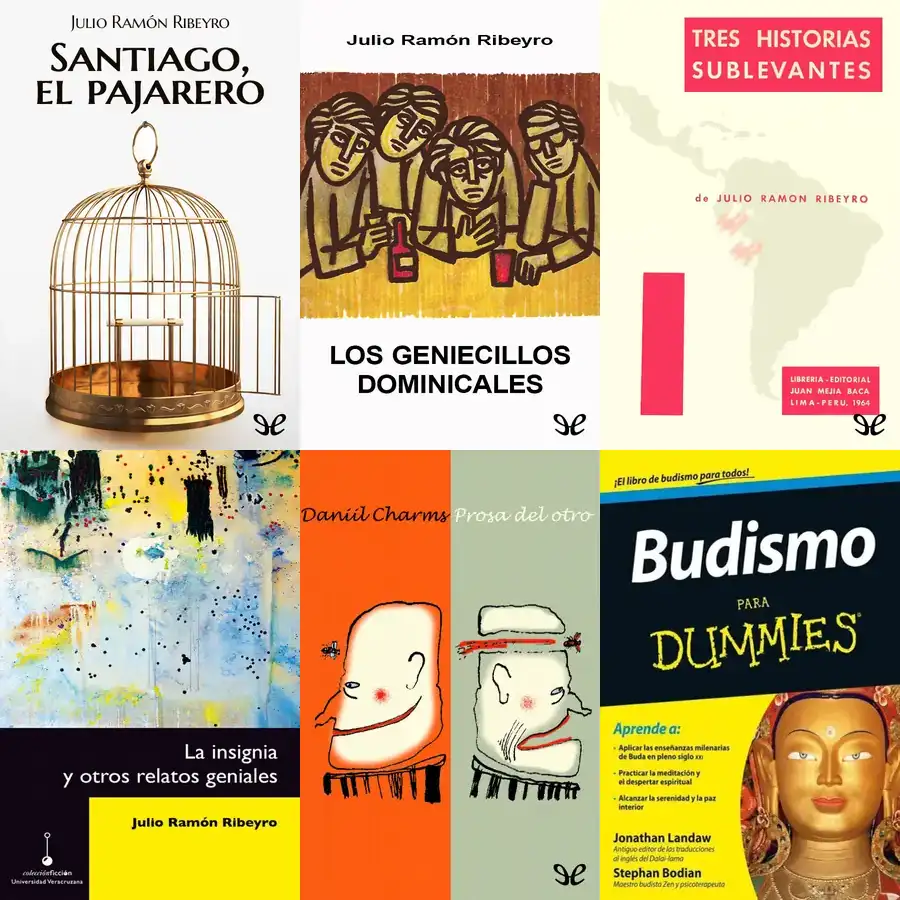 Julio Ramón Ribeyro
Santiago,
el pajarero
Julio Ramón Ribeyro
LOS GENIECILLOS
DOMINICALES
TRES HISTORIAS
SUBLEVANTES
de JULIO RAMON RIBEYRO
LIBRERIA-EDITORIAL
JUAN MEJIA BACA
LIMA-PERU, 1964
La insignia
y otros relatos geniales
Julio Ramón Ribeyro
colecciónficción
Universidad Veracruzana
Daniíl Charms Prosa del otro
¡El libro de budismo para todos!
Budismo
PARA
DUMMIES®
Aprende a:
• Aplicar las enseñanzas milenarias
de Buda en pleno siglo XXI
• Practicar la meditación y
el despertar espiritual
• Alcanzar la serenidad y la paz
interior
Jonathan Landaw
Antiguo editor de las traducciones
al inglés del Dalai-lama
Stephan Bodian
Maestro budista Zen y psicoterapeuta